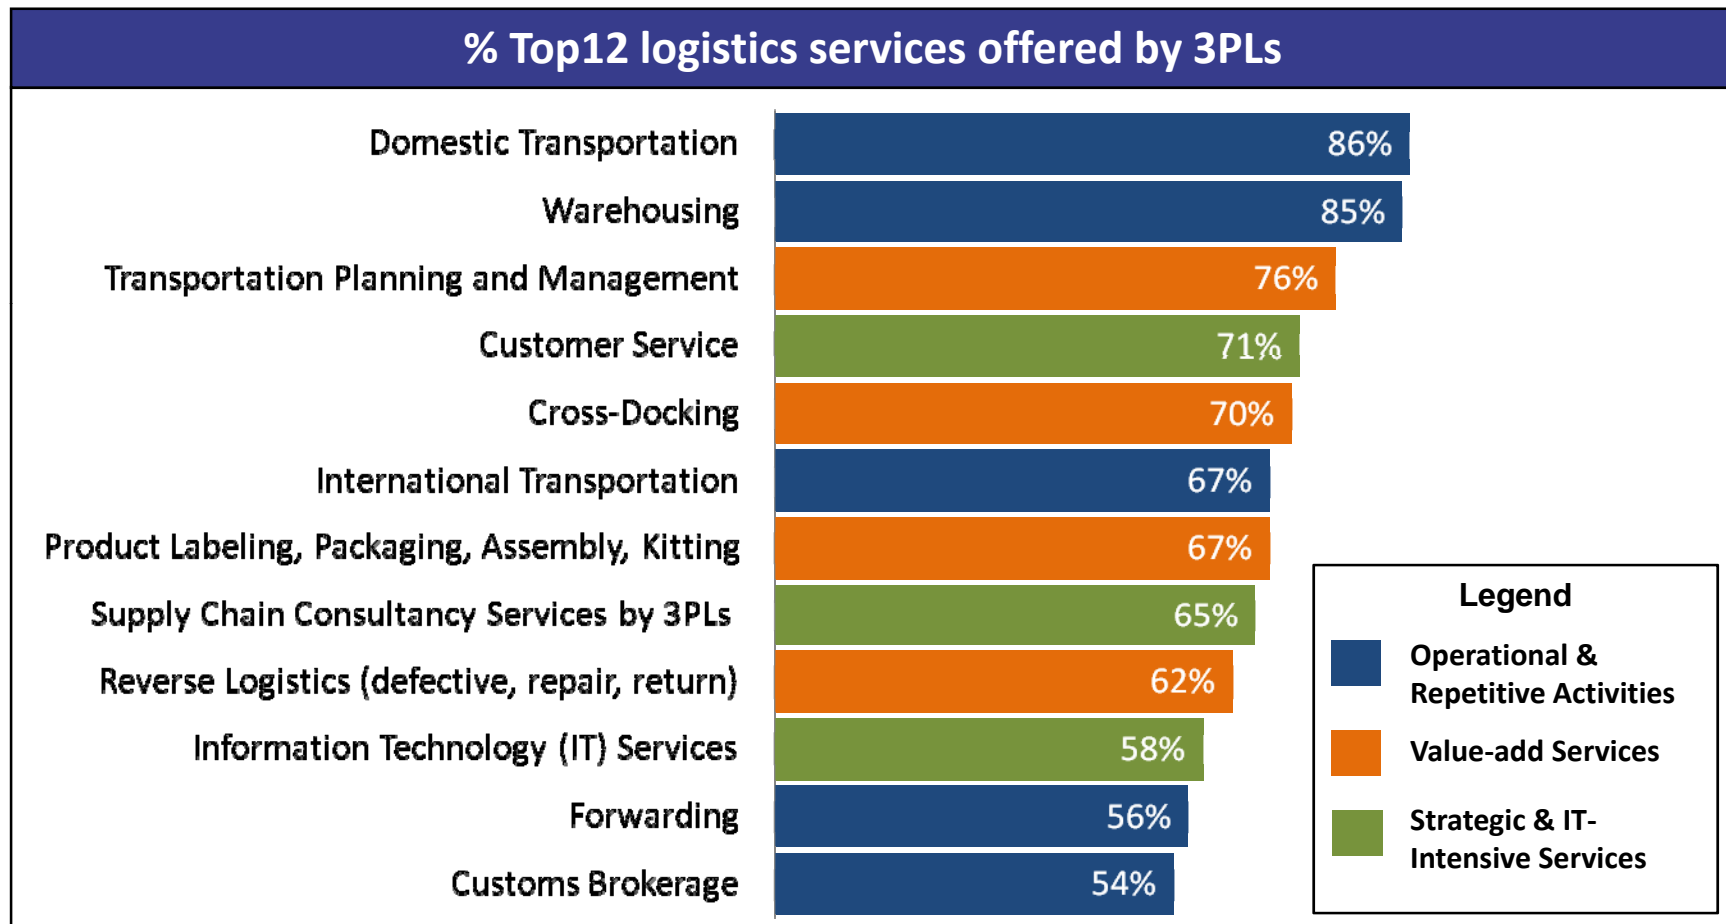 % Top12 logistics services offered by 3PLs
Domestic Transportation 86%
Warehousing 85%
Transportation Planning and Management 76%
Customer Service 71%
Cross-Docking 70%
International Transportation 67%
Product Labeling, Packaging, Assembly, Kitting 67%
Supply Chain Consultancy Services by 3PLs 65%
Reverse Logistics (defective, repair, return) 62%
Information Technology (IT) Services 58%
Forwarding 56%
Customs Brokerage 54%
Legend
Operational &
Repetitive Activities
Value-add Services
Strategic & IT-
Intensive Services